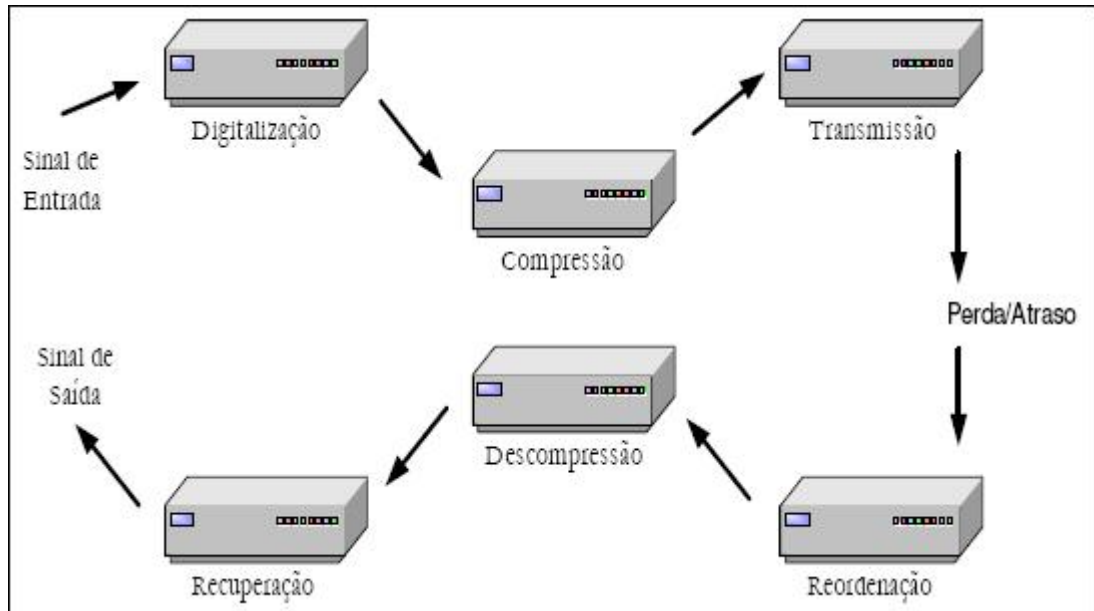 Sinal de
Entrada
Digitalização
Compressão
Transmissão
Perda/Atraso
Reordenação
Descompressão
Recuperação
Sinal de
Saída